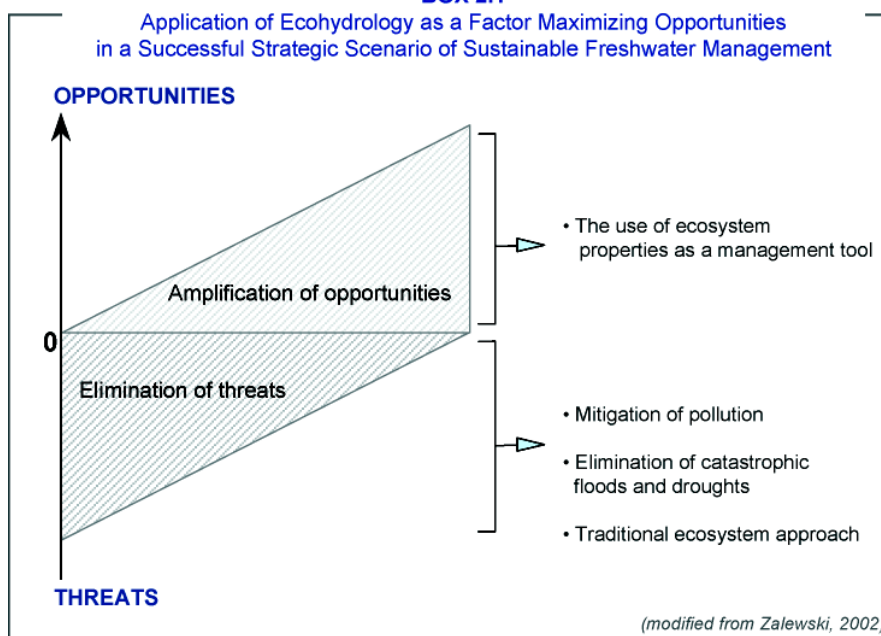 Application of Ecohydrology as a Factor Maximizing Opportunities
in a Successful Strategic Scenario of Sustainable Freshwater Management
OPPORTUNITIES
• The use of ecosystem
properties as a management tool
Amplification of opportunities
0
Elimination of threats
• Mitigation of pollution
• Elimination of catastrophic
floods and droughts
• Traditional ecosystem approach
THREATS
(modified from Zalewski, 2002)